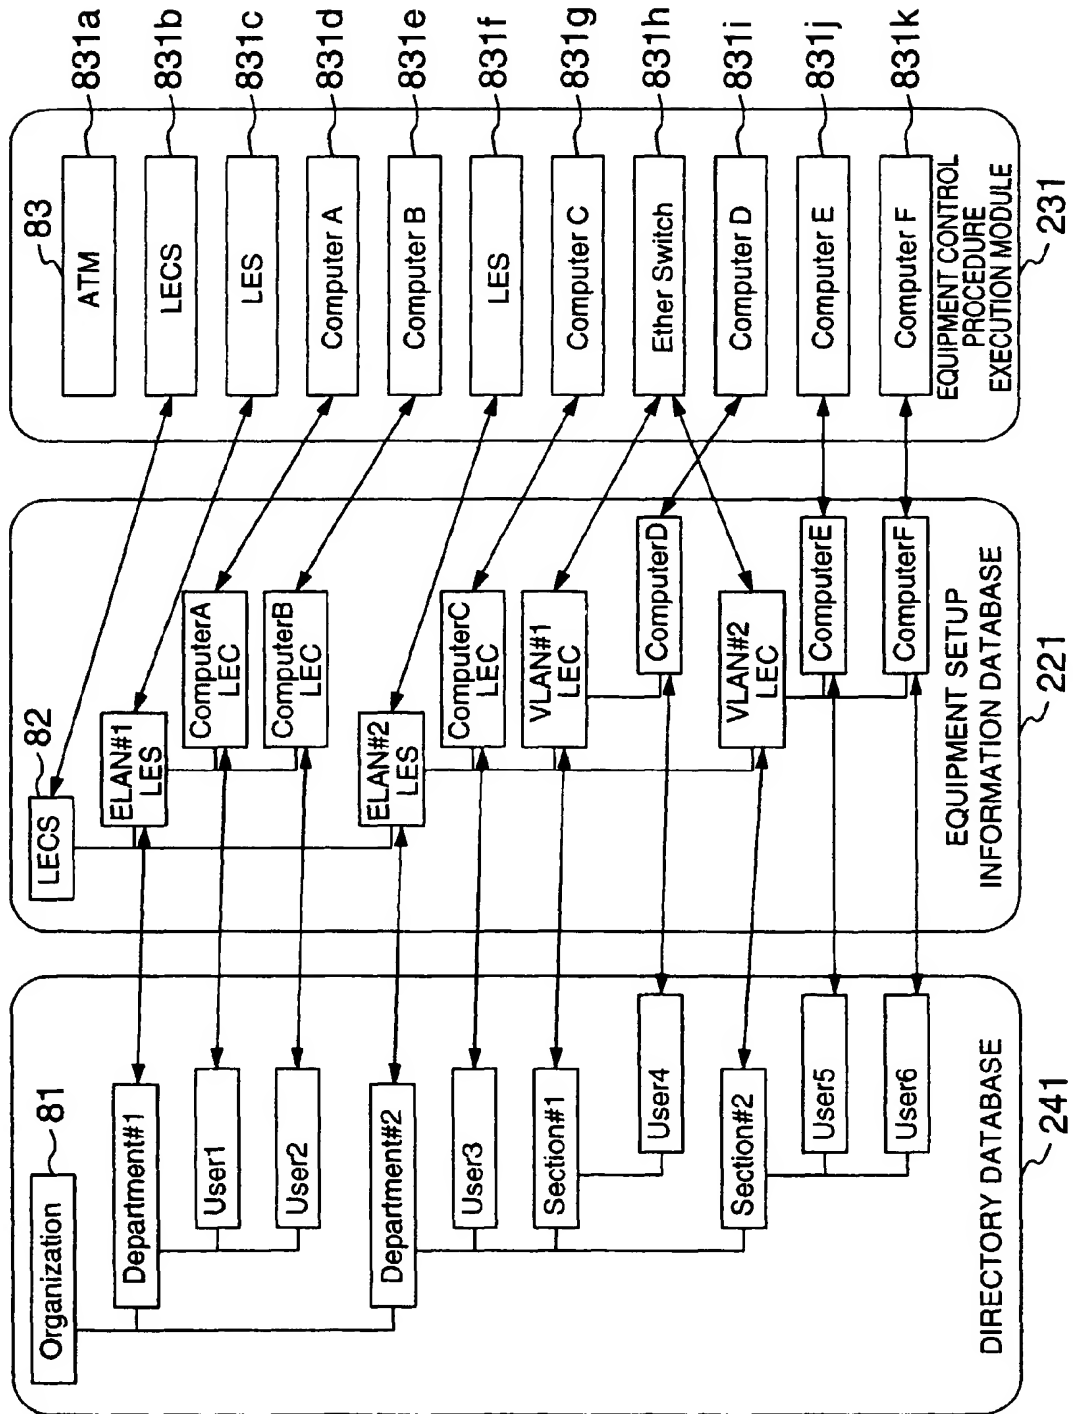 Organization
81
Department#1
User1
User2
Department#2
User3
Section#1
User4
Section#2
User5
User6
DIRECTORY DATABASE
241
LECS
82
ELAN#1
LES
ComputerA
LEC
ComputerB
LEC
ELAN#2
LES
ComputerC
LEC
VLAN#1
LEC
ComputerD
VLAN#2
LEC
ComputerE
ComputerF
EQUIPMENT SETUP
INFORMATION DATABASE
221
83
ATM
LECS
LES
Computer A
Computer B
LES
Computer C
Ether Switch
Computer D
Computer E
Computer F
EQUIPMENT CONTROL
PROCEDURE
EXECUTION MODULE
231
831a
831b
831c
831d
831e
831f
831g
831h
831i
831j
831k